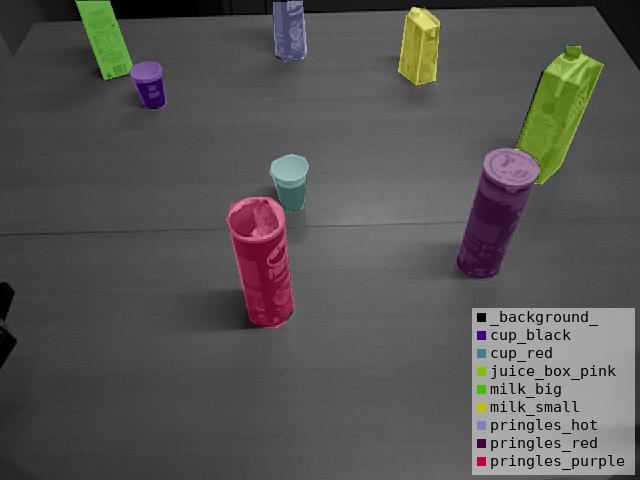 _background_
cup_black
cup_red
juice_box_pink
milk_big
milk_small
pringles_hot
pringles_red
pringles_purple